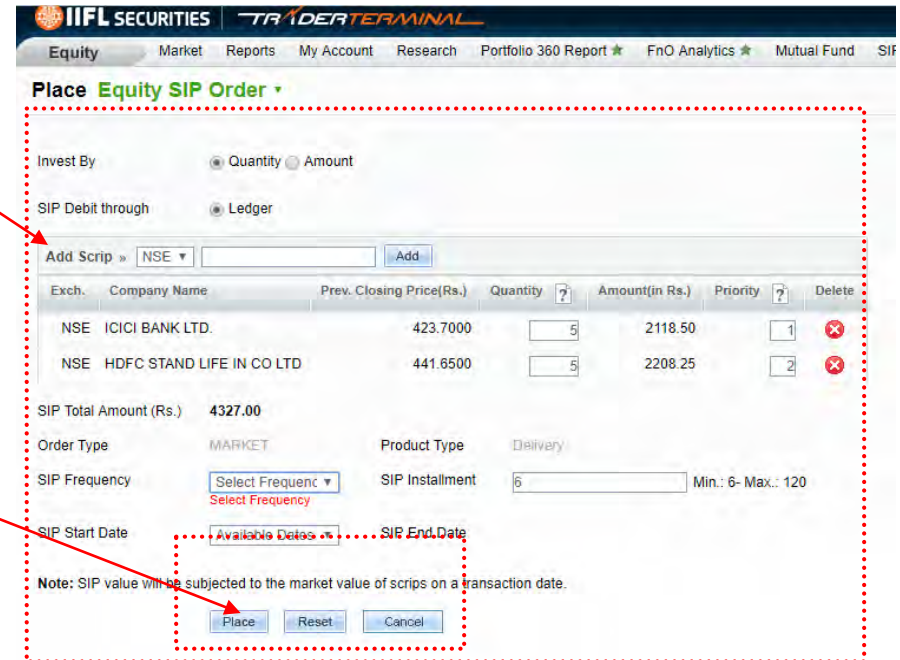 IIFL SECURITIES TRADERTERMINAL
Equity Market Reports My Account Research Portfolio 360 Report FnO Analytics Mutual Fund SIP
Place Equity SIP Order
Invest By Quantity Amount
SIP Debit through Ledger
Add Scrip » NSE Add
Exch. Company Name Prev. Closing Price(Rs.) Quantity ? Amount(in Rs.) Priority ? Delete
NSE ICICI BANK LTD. 423.7000 5 2118.50 1
NSE HDFC STAND LIFE IN CO LTD 441.6500 5 2208.25 2
SIP Total Amount (Rs.) 4327.00
Order Type MARKET Product Type Delivery
SIP Frequency Select Frequenc SIP Installment 6 Min.: 6- Max.: 120
Select Frequency
SIP Start Date Available Dates SIP End Date
Note: SIP value will be subjected to the market value of scrips on a transaction date.
Place Reset Cancel